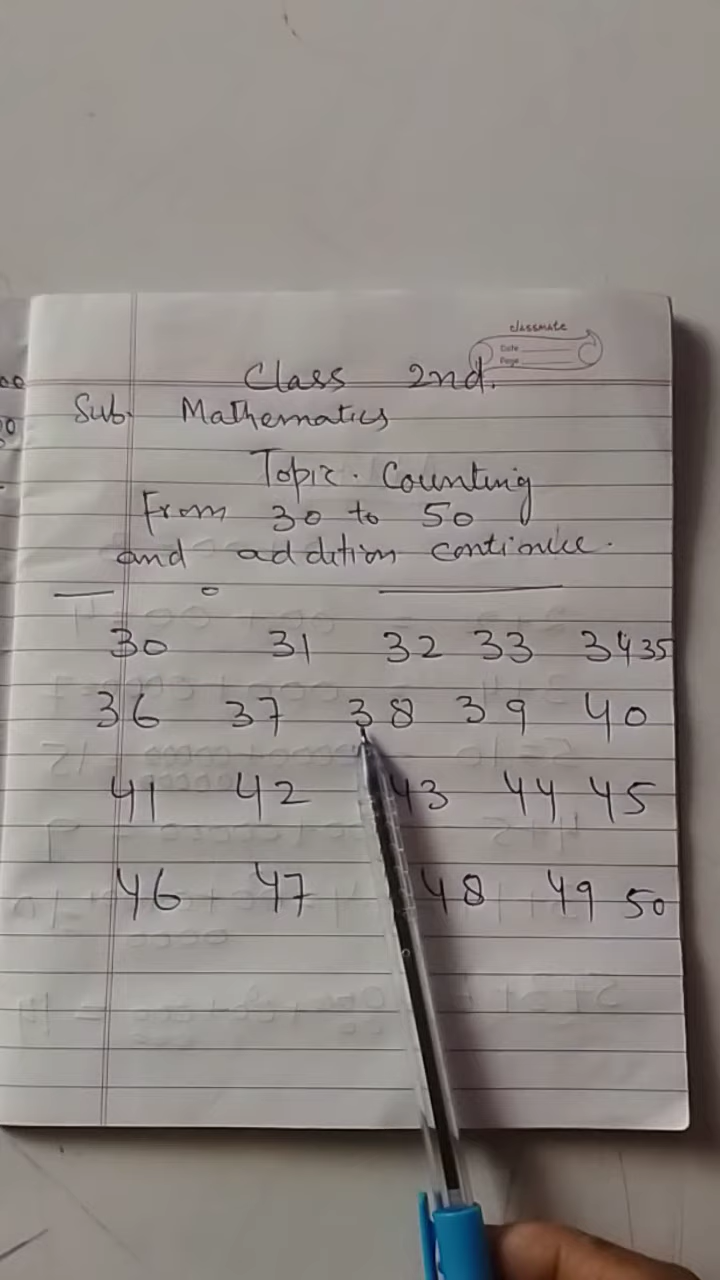 classmate
Date
Page
Class 2nd.
Sub. Mathematics
Topic. Counting
From 30 to 50
and addition continue.
30 31 32 33 34 35
36 37 38 39 40
41 42 43 44 45
46 47 48 49 50